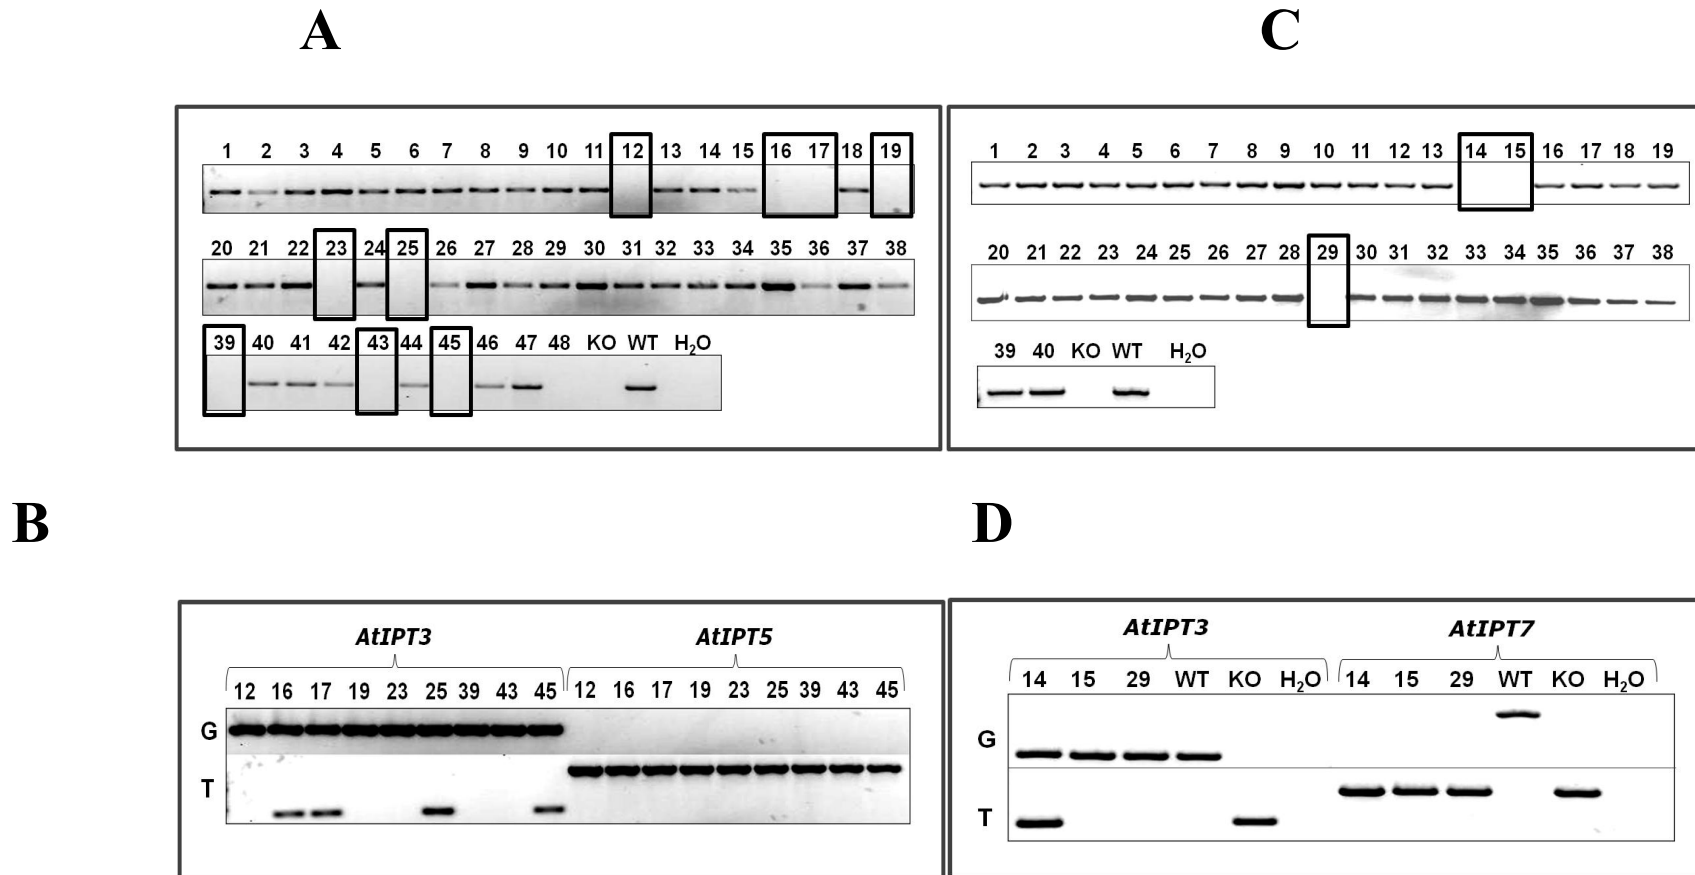 A
C
1 2 3 4 5 6 7 8 9 10 11 12 13 14 15 16 17 18 19
20 21 22 23 24 25 26 27 28 29 30 31 32 33 34 35 36 37 38
39 40 41 42 43 44 45 46 47 48 KO WT H₂O
1 2 3 4 5 6 7 8 9 10 11 12 13 14 15 16 17 18 19
20 21 22 23 24 25 26 27 28 29 30 31 32 33 34 35 36 37 38
39 40 KO WT H₂O
B
D
AtIPT3 AtIPT5
12 16 17 19 23 25 39 43 45 12 16 17 19 23 25 39 43 45
G
T
AtIPT3 AtIPT7
14 15 29 WT KO H₂O 14 15 29 WT KO H₂O
G
T